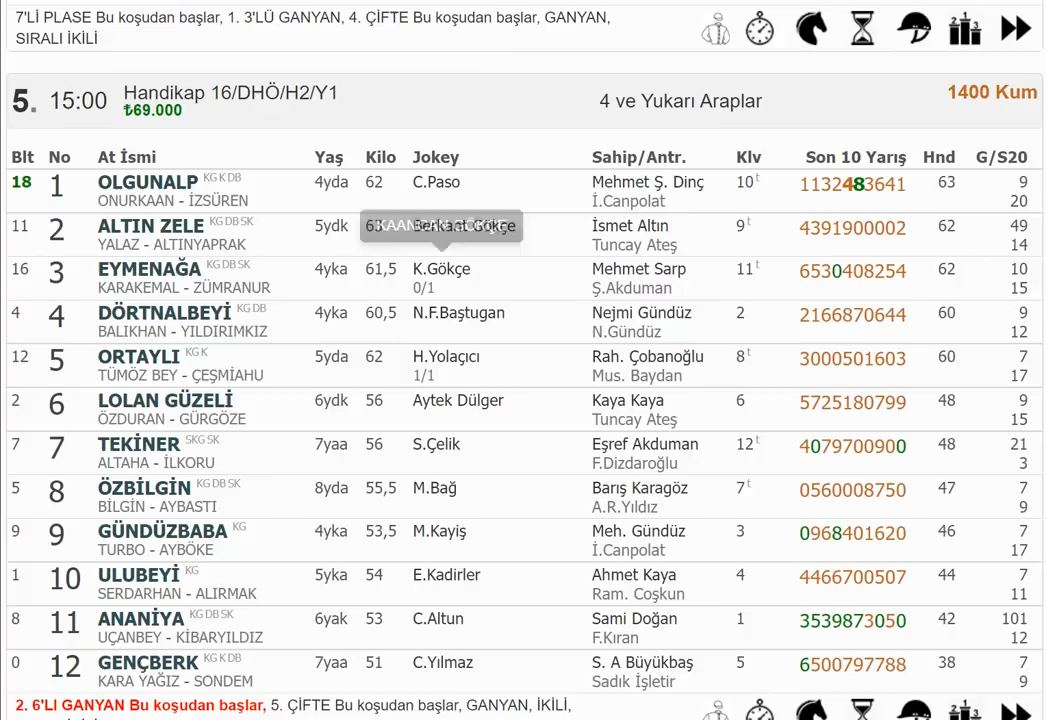 7'Lİ PLASE Bu koşudan başlar, 1. 3'LÜ GANYAN, 4. ÇİFTE Bu koşudan başlar, GANYAN,
SIRALI İKİLİ
5. 15:00 Handikap 16/DHÖ/H2/Y1 4 ve Yukarı Araplar 1400 Kum
₺69.000
Blt No At İsmi Yaş Kilo Jokey Sahip/Antr. Klv Son 10 Yarış Hnd G/S20
18 1 OLGUNALP KG K DB 4yda 62 C.Paso Mehmet Ş. Dinç 10 t 1132483641 63 9
ONURKAAN - İZSÜREN İ.Canpolat 20
11 2 ALTIN ZELE KG DB SK 5ydk Gökçe İsmet Altın 9 t 4391900002 62 49
YALAZ - ALTINYAPRAK Tuncay Ateş 14
16 3 EYMENAĞA KG DB SK 4yka 61,5 K.Gökçe Mehmet Sarp 11 t 6530408254 62 10
KARAKEMAL - ZÜMRANUR 0/1 Ş.Akduman 15
4 4 DÖRTNALBEYİ KG DB 4yka 60,5 N.F.Baştugan Nejmi Gündüz 2 2166870644 60 9
BALIKHAN - YILDIRIMKIZ N.Gündüz 12
12 5 ORTAYLI KG K 5yda 62 H.Yolaçıcı Rah. Çobanoğlu 8 t 3000501603 60 7
TÜMÖZ BEY - ÇEŞMİAHU 1/1 Mus. Baydan 17
2 6 LOLAN GÜZELİ 6ydk 56 Aytek Dülger Kaya Kaya 6 5725180799 48 9
ÖZDURAN - GÜRGÖZE Tuncay Ateş 15
7 7 TEKİNER SKG SK 7yaa 56 S.Çelik Eşref Akduman 12 t 4079700900 48 21
ALTAHA - İLKORU F.Dizdaroğlu 3
5 8 ÖZBİLGİN KG DB SK 8yda 55,5 M.Bağ Barış Karagöz 7 t 0560008750 47 7
BİLGİN - AYBASTI A.R.Yıldız 9
9 9 GÜNDÜZBABA KG 4yka 53,5 M.Kayiş Meh. Gündüz 3 0968401620 46 7
TURBO - AYBÖKE İ.Canpolat 17
1 10 ULUBEYİ KG 5yka 54 E.Kadirler Ahmet Kaya 4 4466700507 44 7
SERDARHAN - ALIRMAK Ram. Coşkun 11
8 11 ANANİYA KG DB SK 6yak 53 C.Altun Sami Doğan 1 3539873050 42 101
UÇANBEY - KİBARYILDIZ F.Kıran 12
0 12 GENÇBERK KG K DB 7yaa 51 C.Yılmaz S. A Büyükbaş 5 6500797788 38 7
KARA YAĞIZ - SONDEM Sadık İşletir 9
2. 6'LI GANYAN Bu koşudan başlar, 5. ÇİFTE Bu koşudan başlar, GANYAN, İKİLİ,